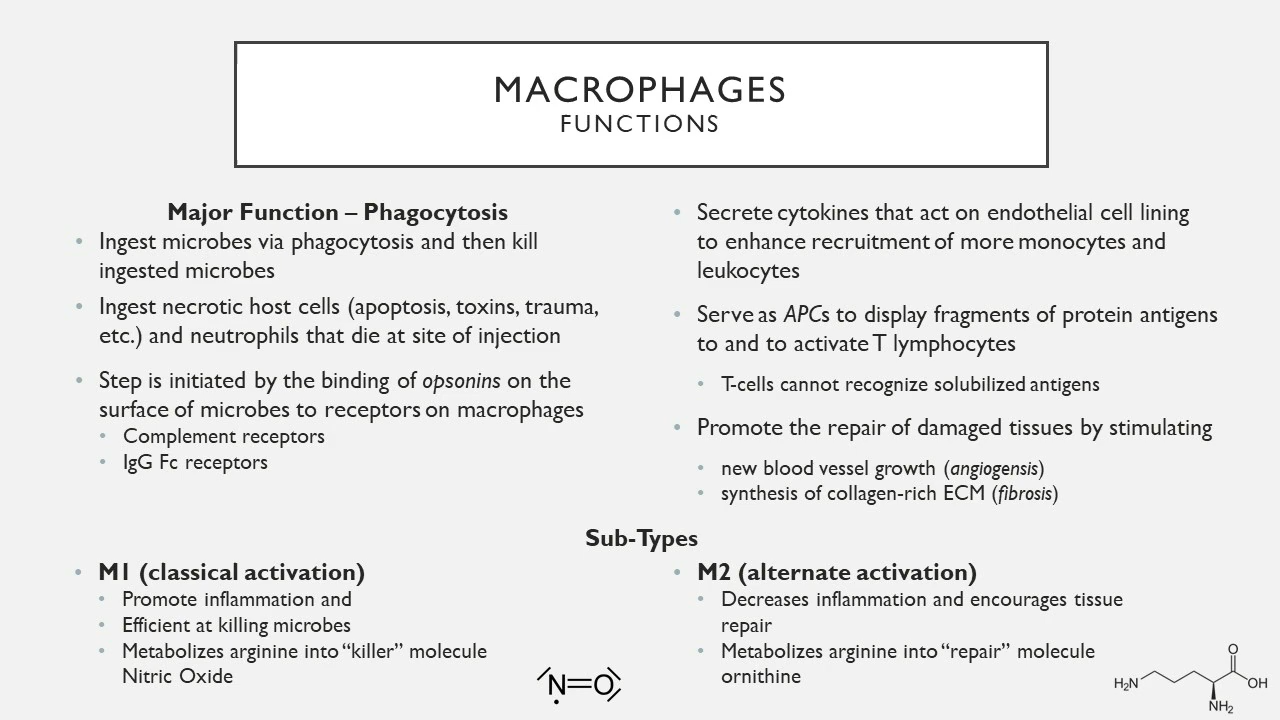 MACROPHAGES
FUNCTIONS
Major Function – Phagocytosis
• Ingest microbes via phagocytosis and then kill
ingested microbes
• Ingest necrotic host cells (apoptosis, toxins, trauma,
etc.) and neutrophils that die at site of injection
• Step is initiated by the binding of opsonins on the
surface of microbes to receptors on macrophages
• Complement receptors
• IgG Fc receptors
• Secrete cytokines that act on endothelial cell lining
to enhance recruitment of more monocytes and
leukocytes
• Serve as APCs to display fragments of protein antigens
to and to activate T lymphocytes
• T-cells cannot recognize solubilized antigens
• Promote the repair of damaged tissues by stimulating
• new blood vessel growth (angiogensis)
• synthesis of collagen-rich ECM (fibrosis)
Sub-Types
• M1 (classical activation)
• Promote inflammation and
• Efficient at killing microbes
• Metabolizes arginine into “killer” molecule
Nitric Oxide
N=O
• M2 (alternate activation)
• Decreases inflammation and encourages tissue
repair
• Metabolizes arginine into “repair” molecule
ornithine
O
H₂N
OH
NH₂